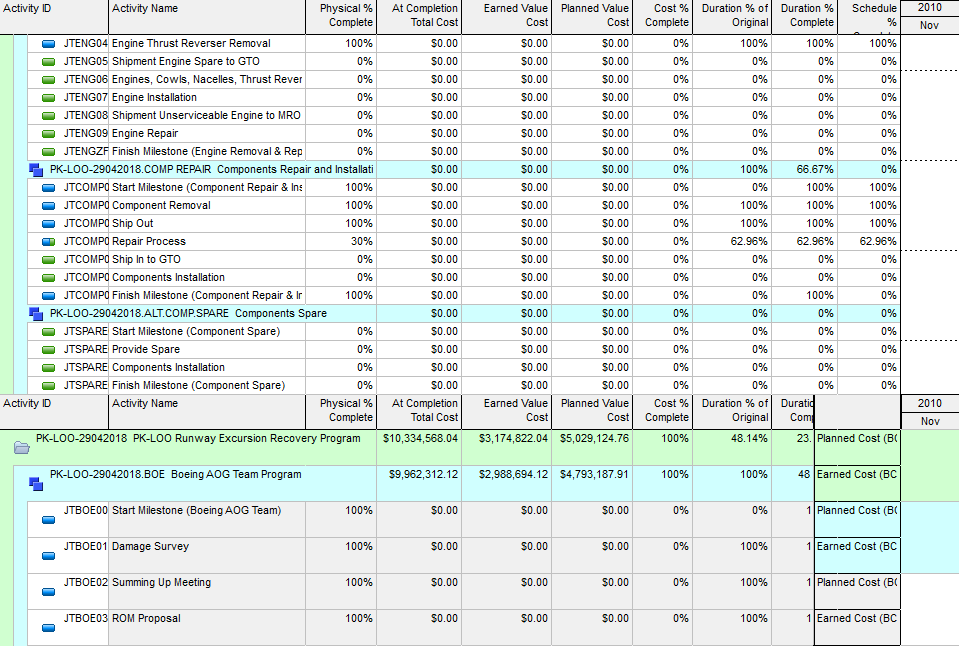 Activity ID Activity Name Physical % Complete At Completion Total Cost Earned Value Cost Planned Value Cost Cost % Complete Duration % of Original Duration % Complete Schedule % 2010 Nov
JTENG04 Engine Thrust Reverser Removal 100% $0.00 $0.00 $0.00 0% 100% 100% 100%
JTENG05 Shipment Engine Spare to GTO 0% $0.00 $0.00 $0.00 0% 0% 0% 0%
JTENG06 Engines, Cowls, Nacelles, Thrust Rever 0% $0.00 $0.00 $0.00 0% 0% 0% 0%
JTENG07 Engine Installation 0% $0.00 $0.00 $0.00 0% 0% 0% 0%
JTENG08 Shipment Unserviceable Engine to MRO 0% $0.00 $0.00 $0.00 0% 0% 0% 0%
JTENG09 Engine Repair 0% $0.00 $0.00 $0.00 0% 0% 0% 0%
JTENGZF Finish Milestone (Engine Removal & Rep 0% $0.00 $0.00 $0.00 0% 0% 0% 0%
PK-LOO-29042018.COMP REPAIR Components Repair and Installati $0.00 $0.00 $0.00 0% 100% 66.67% 0%
JTCOMP0 Start Milestone (Component Repair & Ins 100% $0.00 $0.00 $0.00 0% 0% 100% 100%
JTCOMP0 Component Removal 100% $0.00 $0.00 $0.00 0% 100% 100% 100%
JTCOMP0 Ship Out 100% $0.00 $0.00 $0.00 0% 100% 100% 100%
JTCOMP0 Repair Process 30% $0.00 $0.00 $0.00 0% 62.96% 62.96% 62.96%
JTCOMP0 Ship In to GTO 0% $0.00 $0.00 $0.00 0% 0% 0% 0%
JTCOMP0 Components Installation 0% $0.00 $0.00 $0.00 0% 0% 0% 0%
JTCOMP0 Finish Milestone (Component Repair & Ir 100% $0.00 $0.00 $0.00 0% 0% 100% 0%
PK-LOO-29042018.ALT.COMP.SPARE Components Spare $0.00 $0.00 $0.00 0% 0% 0% 0%
JTSPARE Start Milestone (Component Spare) 0% $0.00 $0.00 $0.00 0% 0% 0% 0%
JTSPARE Provide Spare 0% $0.00 $0.00 $0.00 0% 0% 0% 0%
JTSPARE Components Installation 0% $0.00 $0.00 $0.00 0% 0% 0% 0%
JTSPARE Finish Milestone (Component Spare) 0% $0.00 $0.00 $0.00 0% 0% 0% 0%
Activity ID Activity Name Physical % Complete At Completion Total Cost Earned Value Cost Planned Value Cost Cost % Complete Duration % of Original Duratic Comp 2010 Nov
PK-LOO-29042018 PK-LOO Runway Excursion Recovery Program $10,334,568.04 $3,174,822.04 $5,029,124.76 100% 48.14% 23. Planned Cost (BC
PK-LOO-29042018.BOE Boeing AOG Team Program $9,962,312.12 $2,988,694.12 $4,793,187.91 100% 100% 48 Earned Cost (BC
JTBOE00 Start Milestone (Boeing AOG Team) 100% $0.00 $0.00 $0.00 0% 0% 1 Planned Cost (BC
JTBOE01 Damage Survey 100% $0.00 $0.00 $0.00 0% 100% 1 Earned Cost (BC
JTBOE02 Summing Up Meeting 100% $0.00 $0.00 $0.00 0% 100% 1 Planned Cost (BC
JTBOE03 ROM Proposal 100% $0.00 $0.00 $0.00 0% 100% 1 Earned Cost (BC